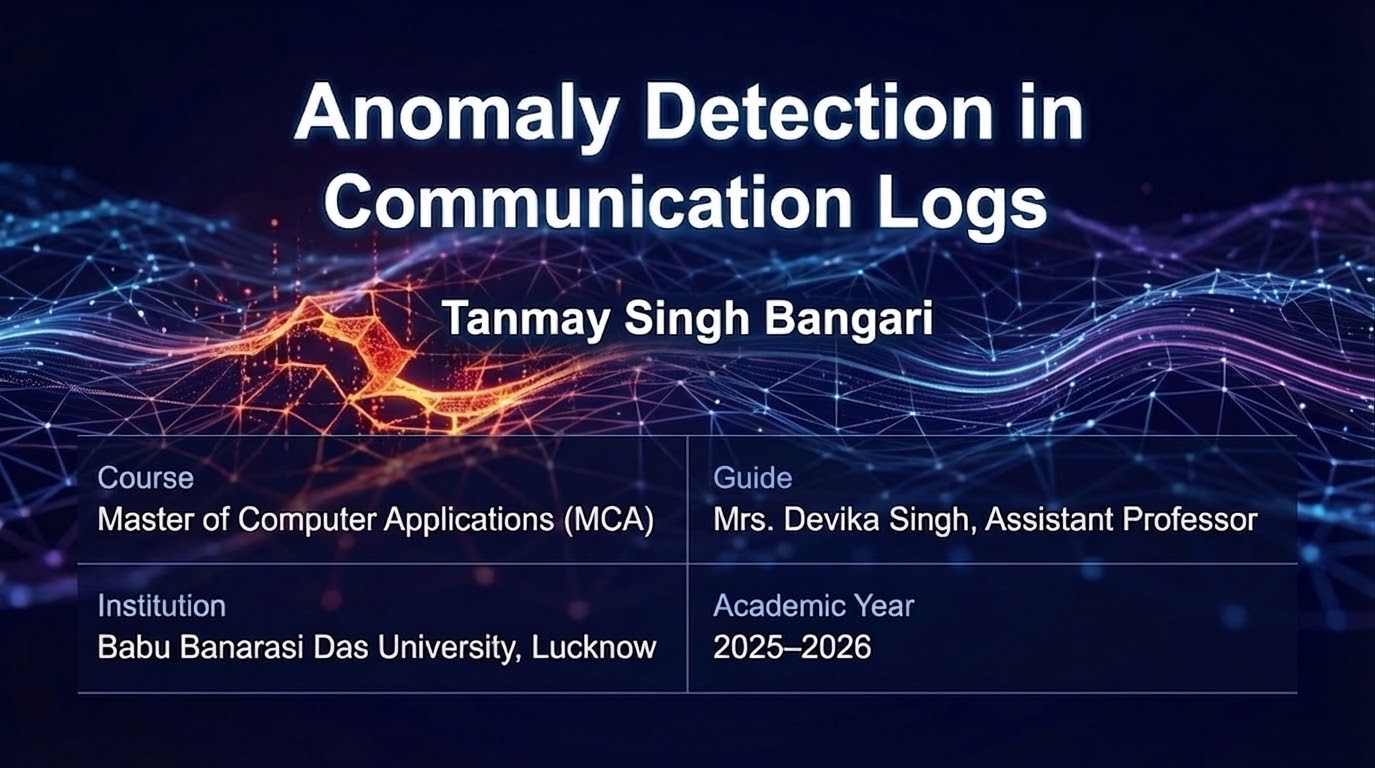 Anomaly Detection in
Communication Logs
Tanmay Singh Bangari
Course
Master of Computer Applications (MCA)
Guide
Mrs. Devika Singh, Assistant Professor
Institution
Babu Banarasi Das University, Lucknow
Academic Year
2025–2026